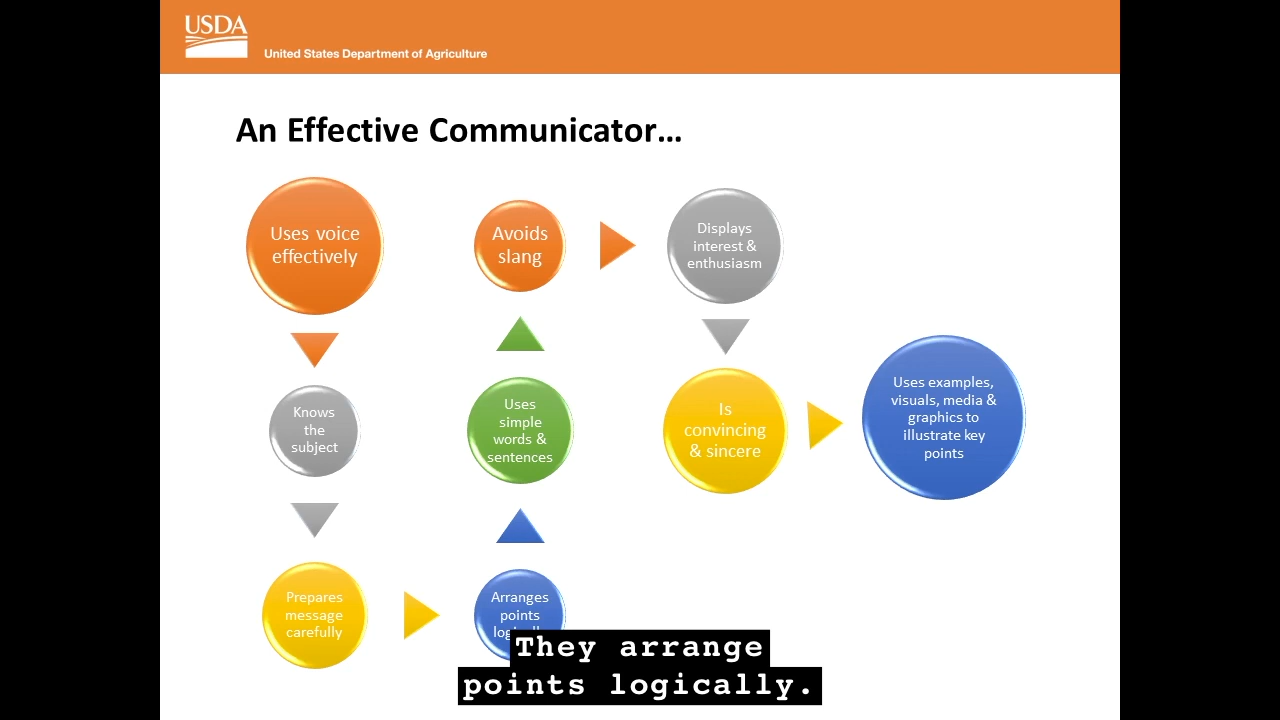 USDA
United States Department of Agriculture
An Effective Communicator…
Uses voice
effectively
Knows
the
subject
Prepares
message
carefully
Arranges
points
Uses
simple
words &
sentences
Avoids
slang
Displays
interest &
enthusiasm
Is
convincing
& sincere
Uses examples,
visuals, media &
graphics to
illustrate key
points
They arrange
points logically.